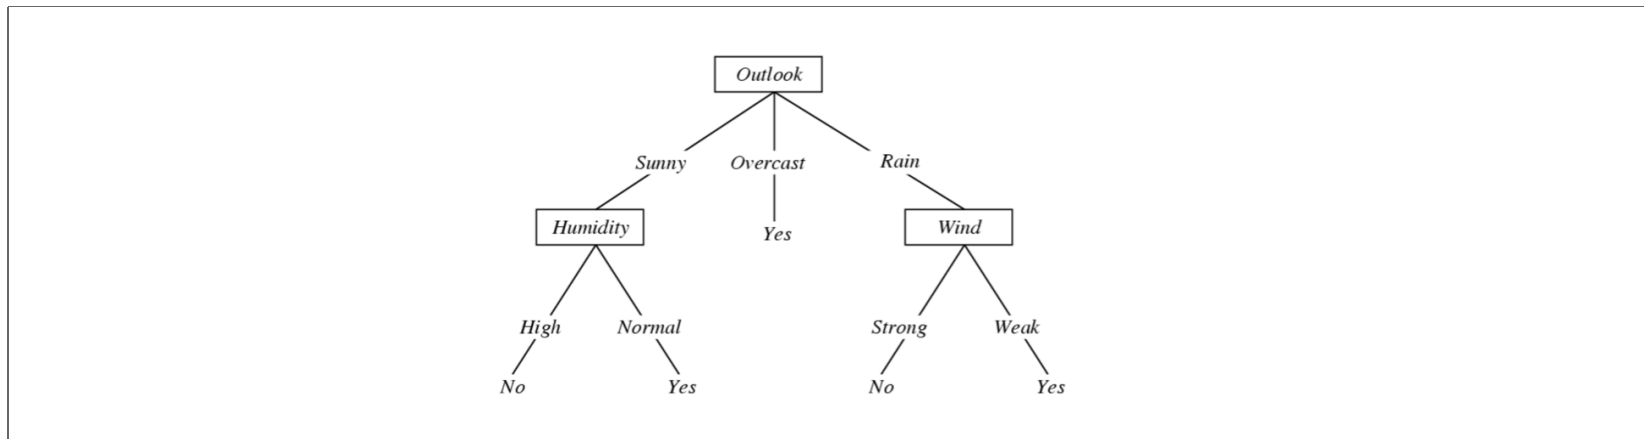 Outlook
Sunny Overcast Rain
Humidity Yes Wind
High Normal Strong Weak
No Yes No Yes